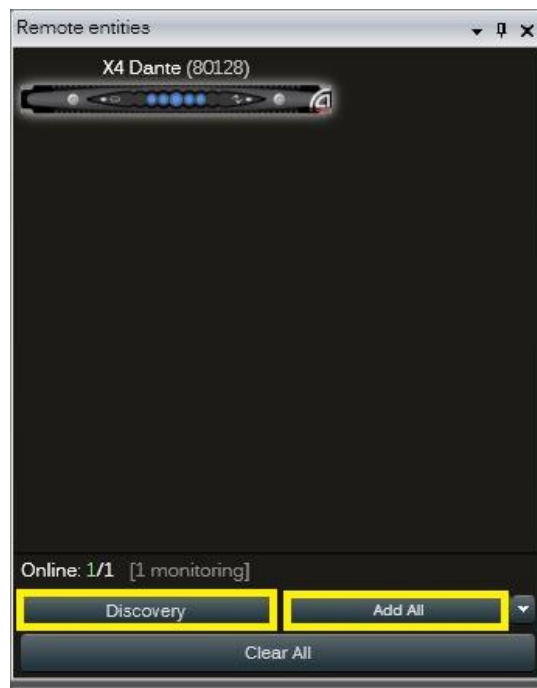 Remote entities
X4 Dante (80128)
Online: 1/1 [1 monitoring]
Discovery
Add All
Clear All